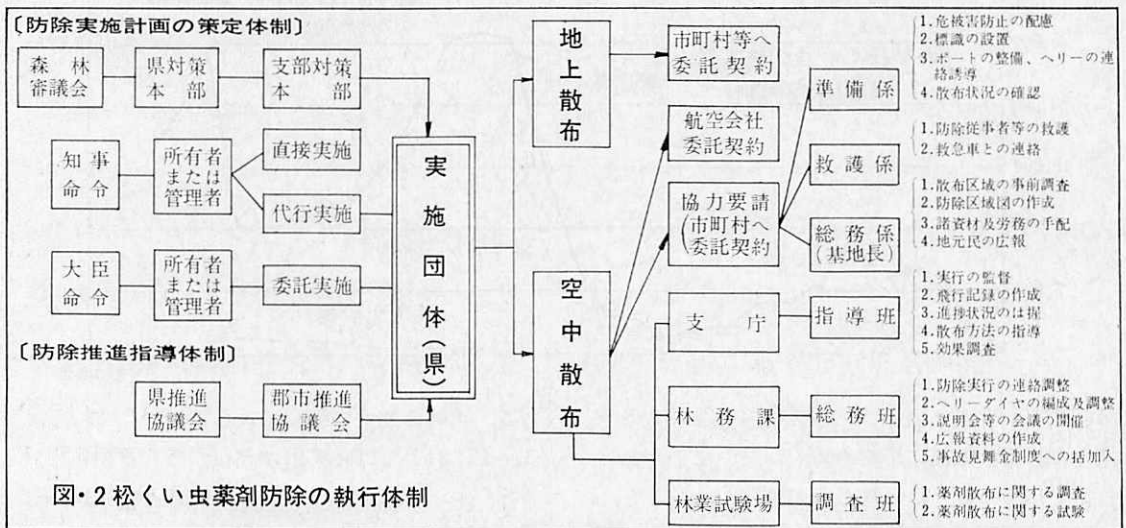 〔防除実施計画の策定体制〕
森林
審議会
県対策
本部
支部対策
本部
知事
命令
所有者
または
管理者
直接実施
代行実施
大臣
命令
所有者
または
管理者
委託実施
〔防除推進指導体制〕
県推進
協議会
郡市推進
協議会
実施団体(県)
地上散布
空中散布
市町村等へ
委託契約
航空会社
委託契約
協力要請
(市町村へ
委託契約)
支庁
林務課
林業試験場
準備係
救護係
総務係
(基地長)
指導班
総務班
調査班
1.危被害防止の配慮
2.標識の設置
3.ポートの整備、ヘリーの連
絡誘導
4.散布状況の確認
1.防除従事者等の救護
2.救急車との連絡
1.散布区域の事前調査
2.防除区域図の作成
3.諸資材及労務の手配
4.地元民の広報
1.実行の監督
2.飛行記録の作成
3.進捗状況のは握
4.散布方法の指導
5.効果調査
1.防除実行の連絡調整
2.ヘリーダイヤの編成及調整
3.説明会等の会議の開催
4.広報資料の作成
5.事故見舞金制度への括加入
1.薬剤散布に関する調査
2.薬剤散布に関する試験
図・2 松くい虫薬剤防除の執行体制